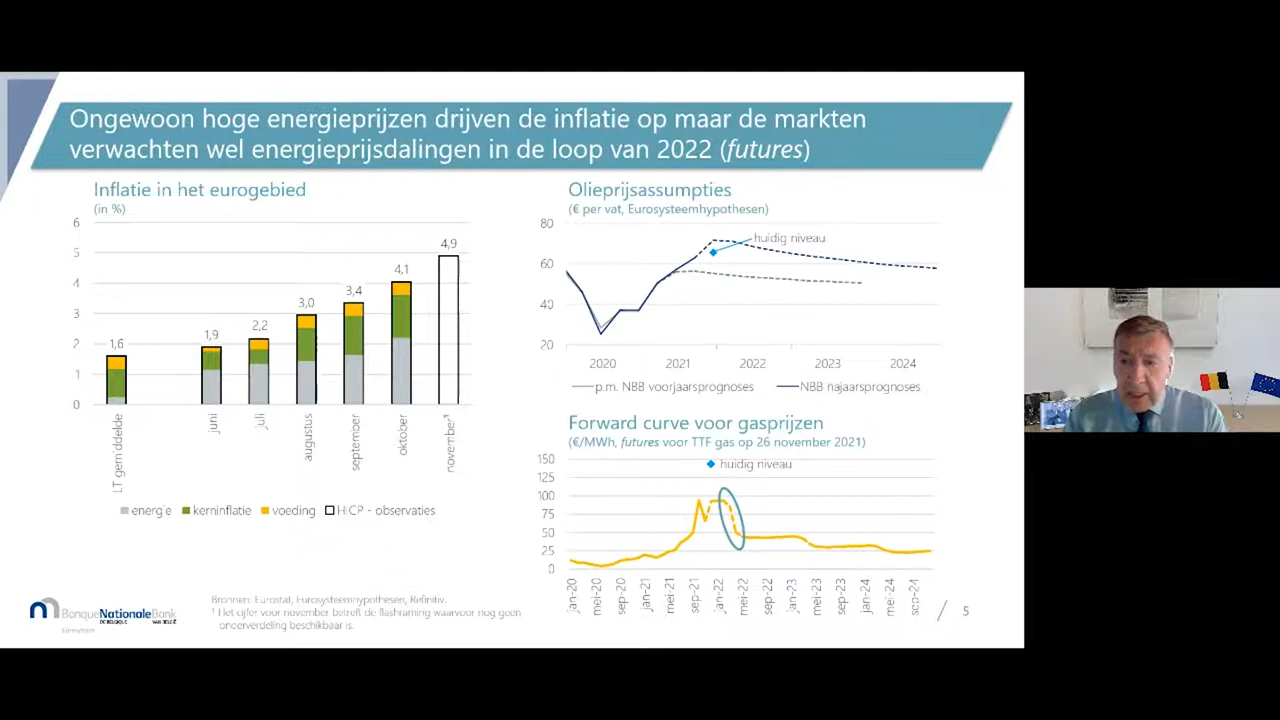 Ongewoon hoge energieprijzen drijven de inflatie op maar de markten
verwachten wel energieprijsdalingen in de loop van 2022 (futures)
Inflatie in het eurogebied
(in %)
6
5
4
3
2
1
0
1,6
1,9
2,2
3,0
3,4
4,1
4,9
LT gemiddelde
juni
juli
augustus
september
oktober
november¹
energie
kerninflatie
voeding
HICP - observaties
Olieprijsassumpties
(€ per vat, Eurosysteemhypothesen)
80
60
40
20
huidig niveau
2020
2021
2022
2023
2024
p.m. NBB voorjaarsprognoses
NBB najaarsprognoses
Forward curve voor gasprijzen
(€/MWh, futures voor TTF gas op 26 november 2021)
150
125
100
75
50
25
0
huidig niveau
jan-20
mei-20
sep-20
jan-21
mei-21
sep-21
jan-22
mei-22
sep-22
jan-23
mei-23
sep-23
jan-24
mei-24
sep-24
Bronnen: Eurostat, Eurosysteemhypothesen, Refinitiv.
¹ Het cijfer voor november betreft de flashraming waarvoor nog geen
onderverdeling beschikbaar is.
BanqueNationaleBank
DE BELGIQUE VAN BELGIË
Eurosystem
5